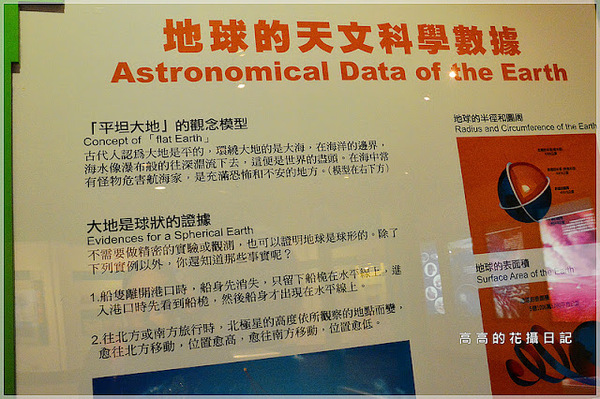 地球的天文科學數據
Astronomical Data of the Earth
「平坦大地」的觀念模型
Concept of「flat Earth」
古代人認爲大地是平的，環繞大地的是大海，在海洋的邊界，
海水像瀑布般的往深淵流下去，這便是世界的盡頭。在海中常
有怪物危害航海家，是充滿恐怖和不安的地方。（模型在右下方）
大地是球狀的證據
Evidences for a Spherical Earth
不需要做精密的實驗或觀測，也可以證明地球是球形的。除了
下列實例以外，你還知道那些事實呢？
1.船隻離開港口時，船身先消失，只留下船桅在水平線上，進
入港口時先看到船桅，然後船身才出現在水平線上。
2.往北方或南方旅行時，北極星的高度依所觀察的地點而變，
愈往北方移動，位置愈高，愈往南方移動，位置愈低。
地球的半徑和圓周
Radius and Circumference of the Earth
地球的表面積
Surface Area of the Earth
高高的花攝日記